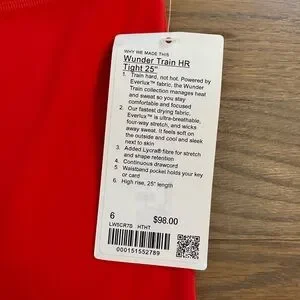 WHY WE MADE THIS
Wunder Train HR
Tight 25"
1. Train hard, not hot. Powered by
Everlux™ fabric, the Wunder
Train collection manages heat
and sweat so you stay
comfortable and focused
2. Our fastest drying fabric,
Everlux™ is ultra-breathable,
four-way stretch, and wicks
away sweat. It feels soft on
the outside and cool and sleek
next to skin
3. Added Lycra® fibre for stretch
and shape retention
4. Continuous drawcord
5. Waistband pocket holds your key
or card
6. High rise, 25" length
6 $98.00
LW5CR7S HTHT
000151552789